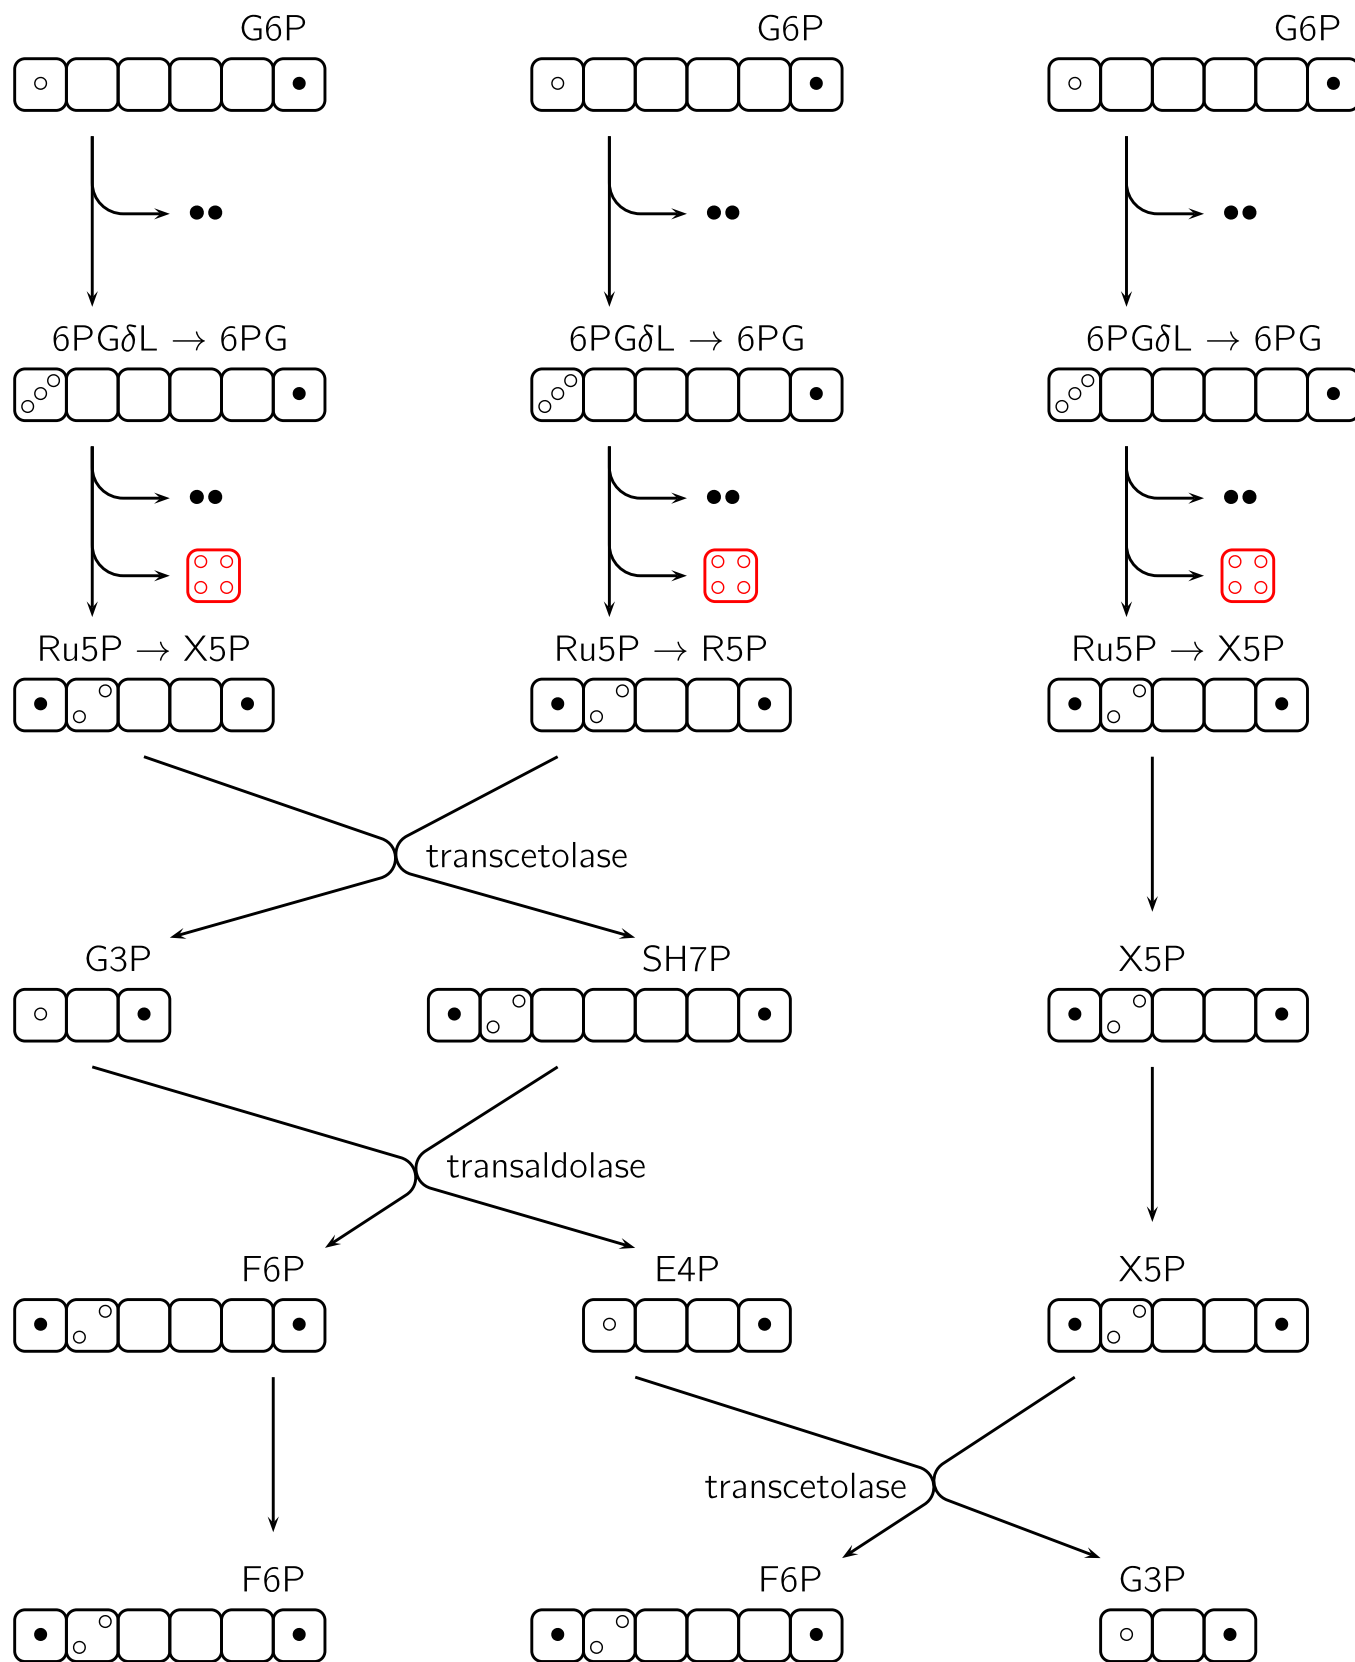 G6P G6P G6P
6PGδL → 6PG 6PGδL → 6PG 6PGδL → 6PG
Ru5P → X5P Ru5P → R5P Ru5P → X5P
transcetolase
G3P SH7P X5P
transaldolase
F6P E4P X5P
transcetolase
F6P F6P G3P